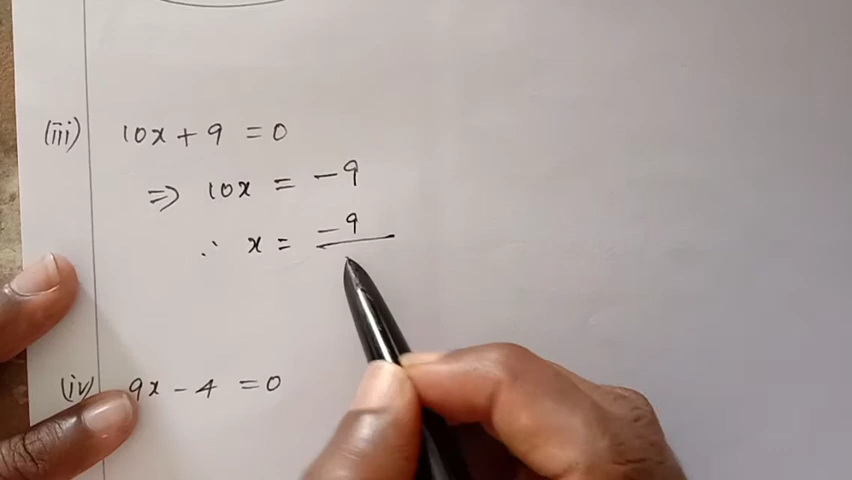 (iii) 10x + 9 = 0
⇒ 10x = -9
∴ x = -9/
(iv) 9x - 4 = 0